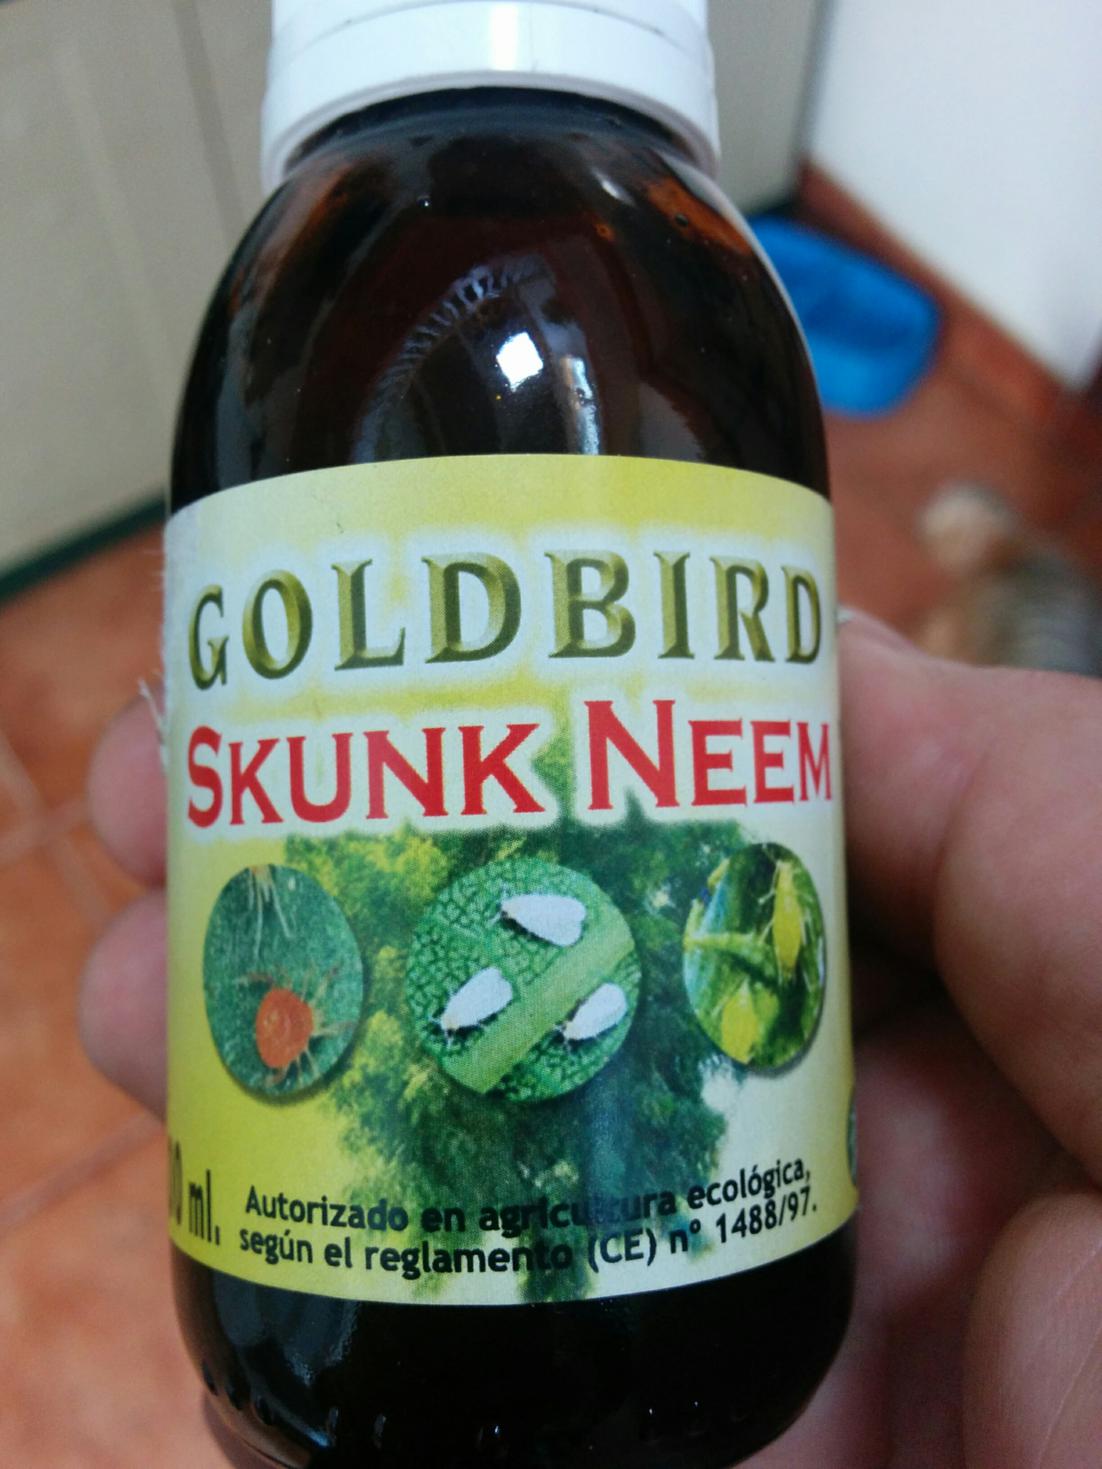 GOLDBIRD
SKUNK NEEM
ml.
Autorizado en agricultura ecológica,
según el reglamento (CE) nº 1488/97.